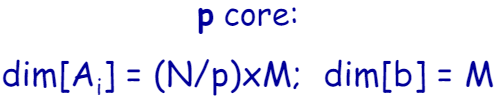 p core:
dim[Aᵢ] = (N/p)xM; dim[b] = M